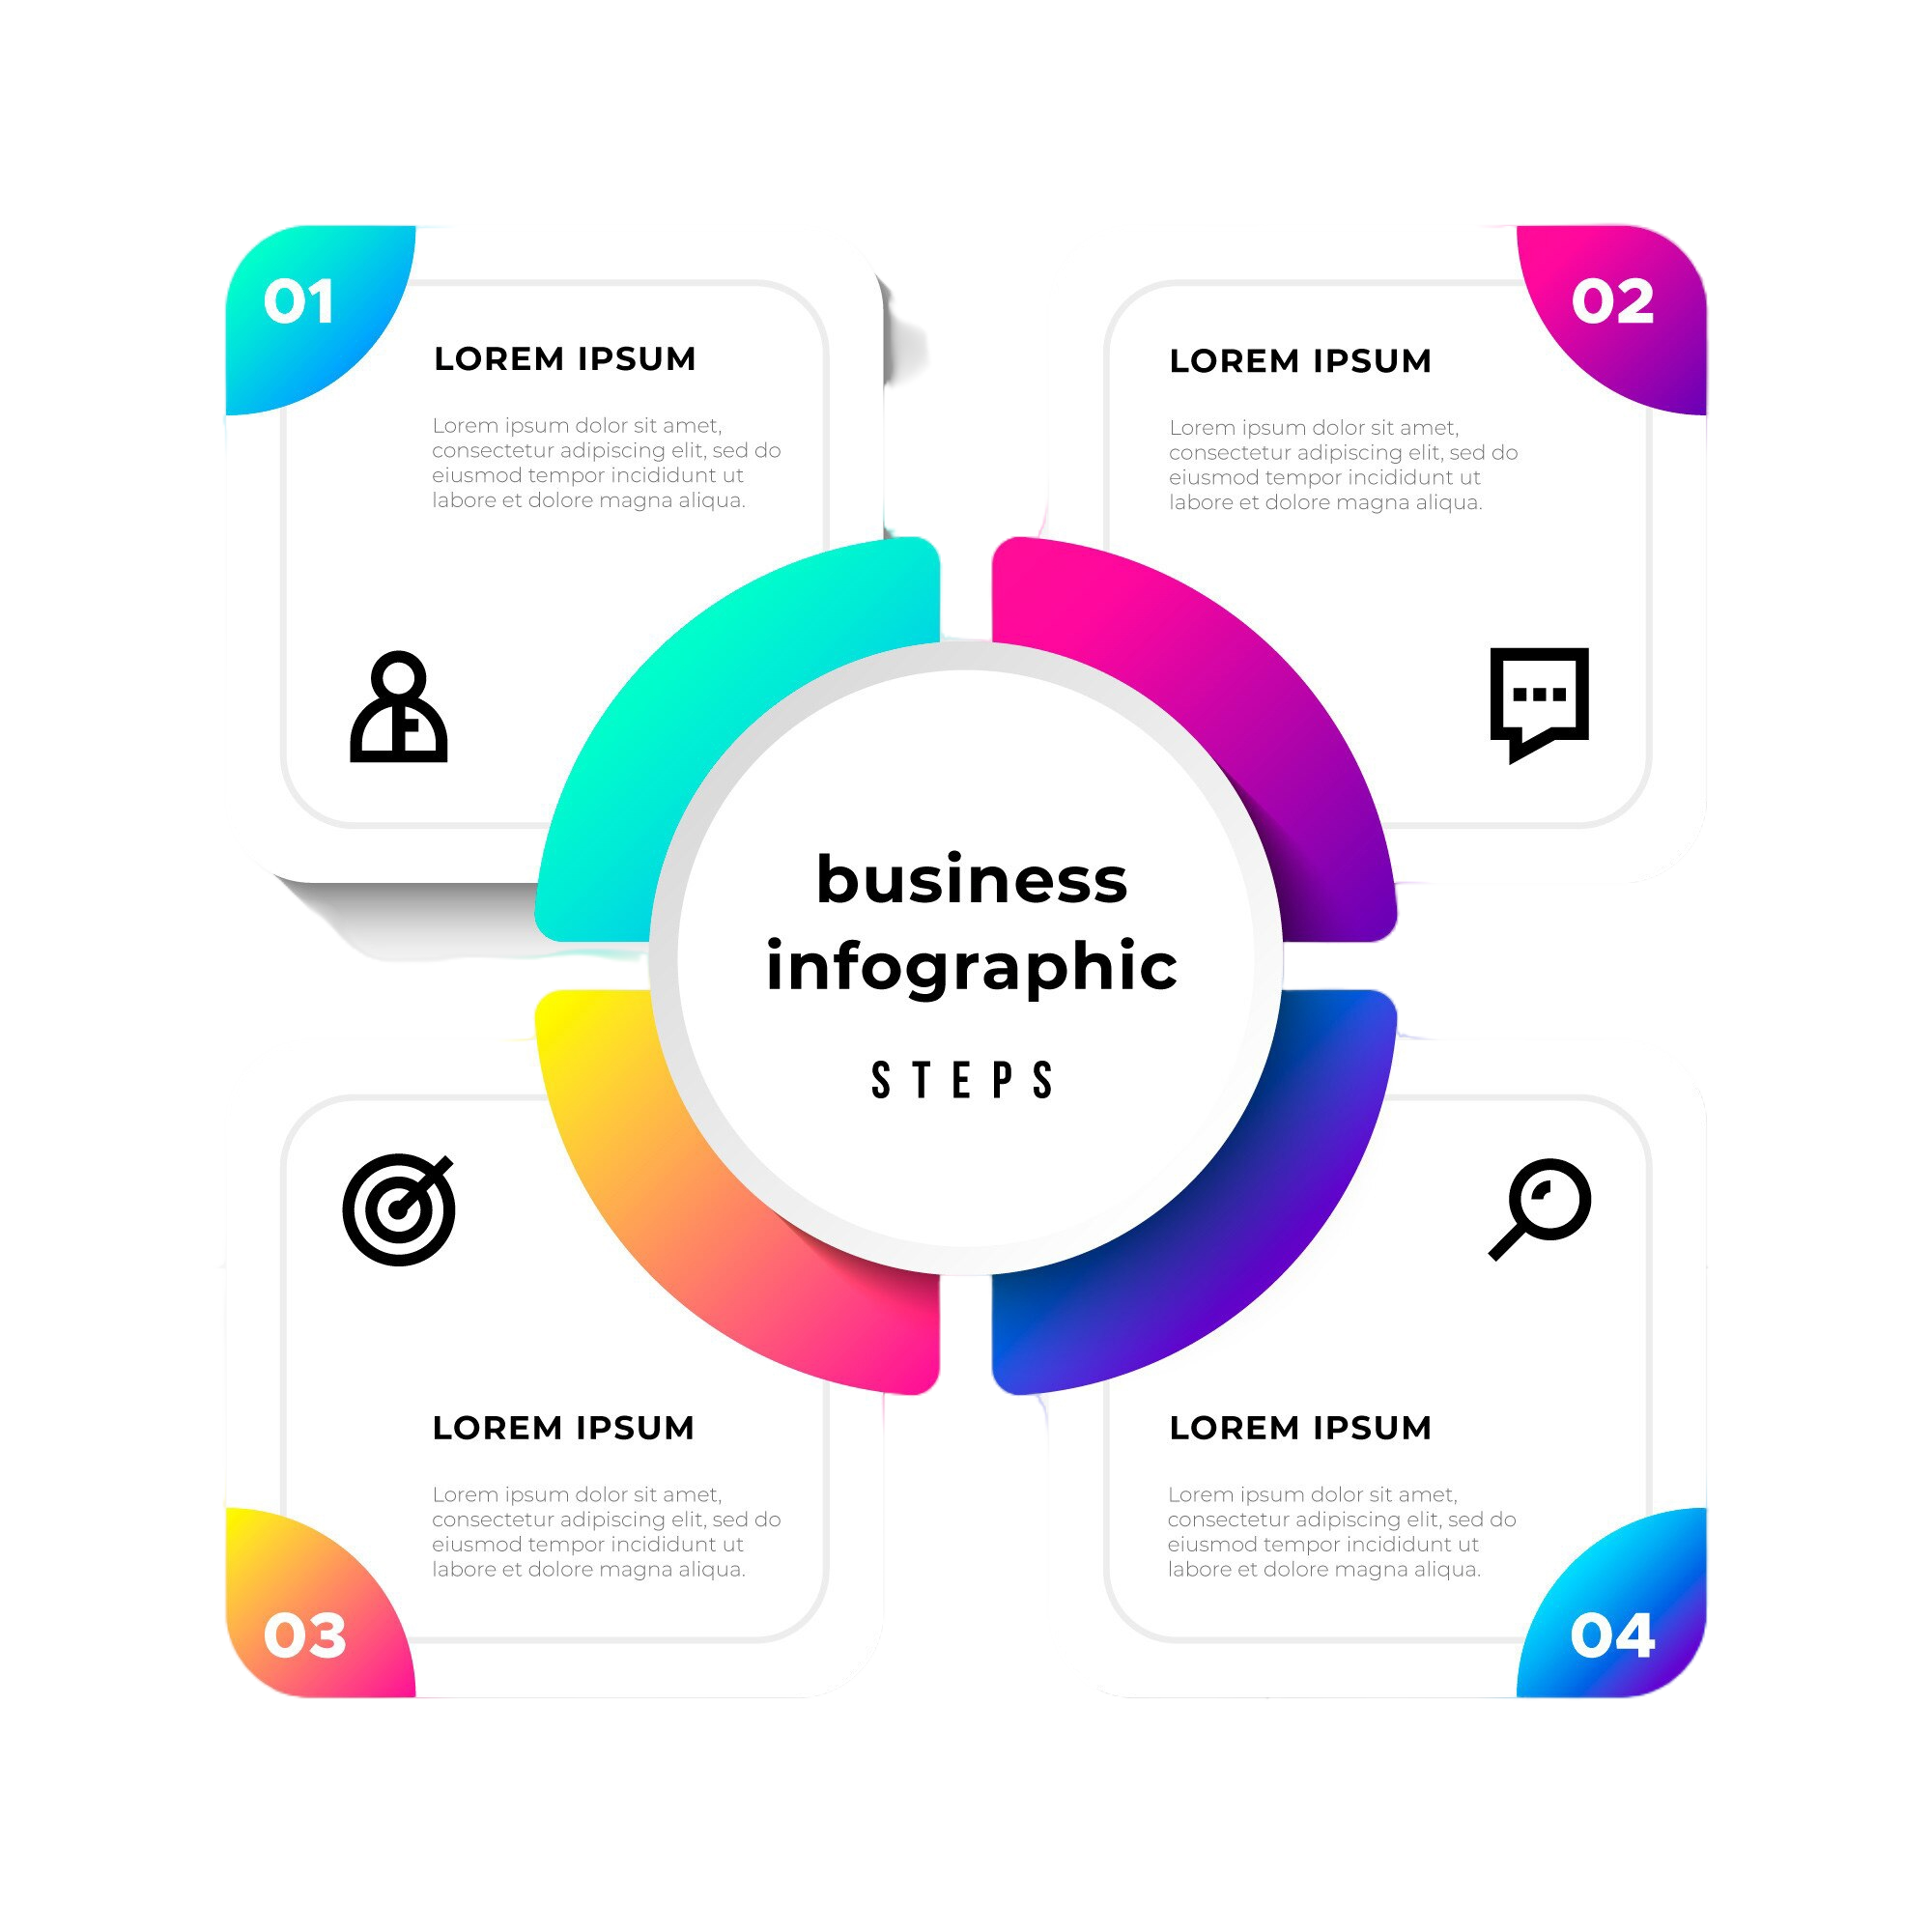 01
LOREM IPSUM
Lorem ipsum dolor sit amet,
consectetur adipiscing elit, sed do
eiusmod tempor incididunt ut
labore et dolore magna aliqua.
02
LOREM IPSUM
Lorem ipsum dolor sit amet,
consectetur adipiscing elit, sed do
eiusmod tempor incididunt ut
labore et dolore magna aliqua.
business
infographic
STEPS
LOREM IPSUM
Lorem ipsum dolor sit amet,
consectetur adipiscing elit, sed do
eiusmod tempor incididunt ut
labore et dolore magna aliqua.
03
LOREM IPSUM
Lorem ipsum dolor sit amet,
consectetur adipiscing elit, sed do
eiusmod tempor incididunt ut
labore et dolore magna aliqua.
04